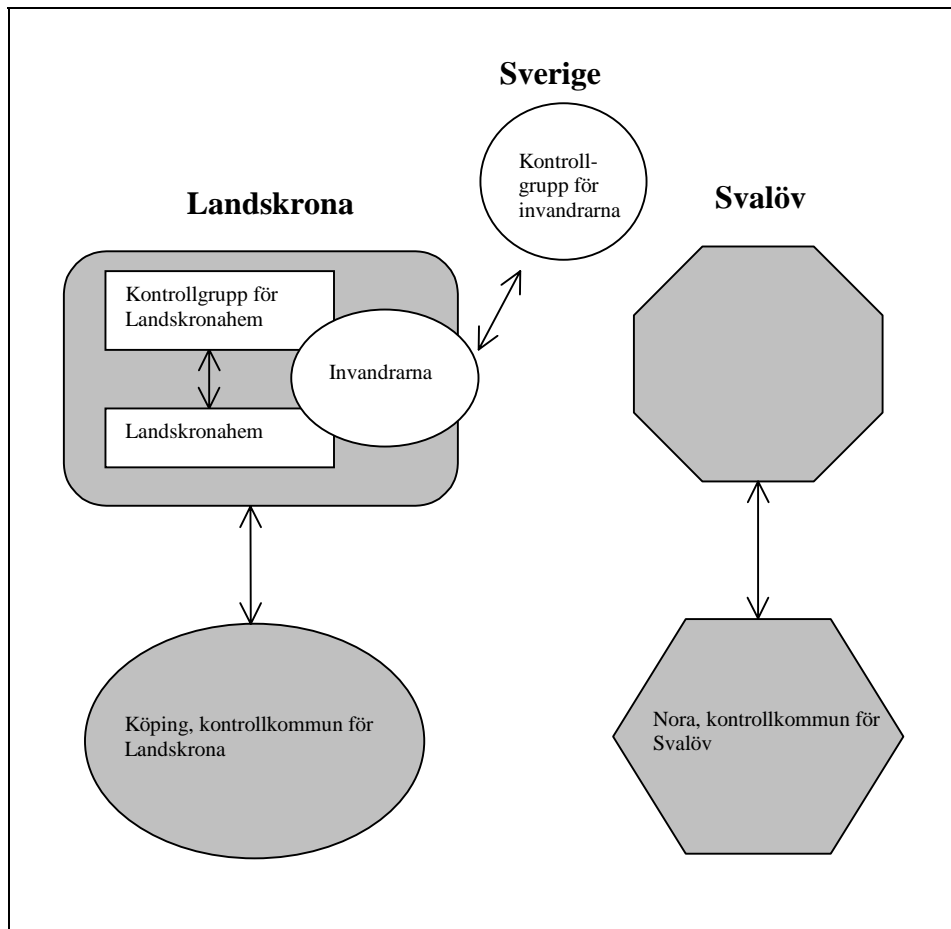 Sverige
Kontroll-
grupp för
invandrarna
Landskrona
Svalöv
Kontrollgrupp för
Landskronahem
Invandrarna
Landskronahem
Köping, kontrollkommun för
Landskrona
Nora, kontrollkommun för
Svalöv